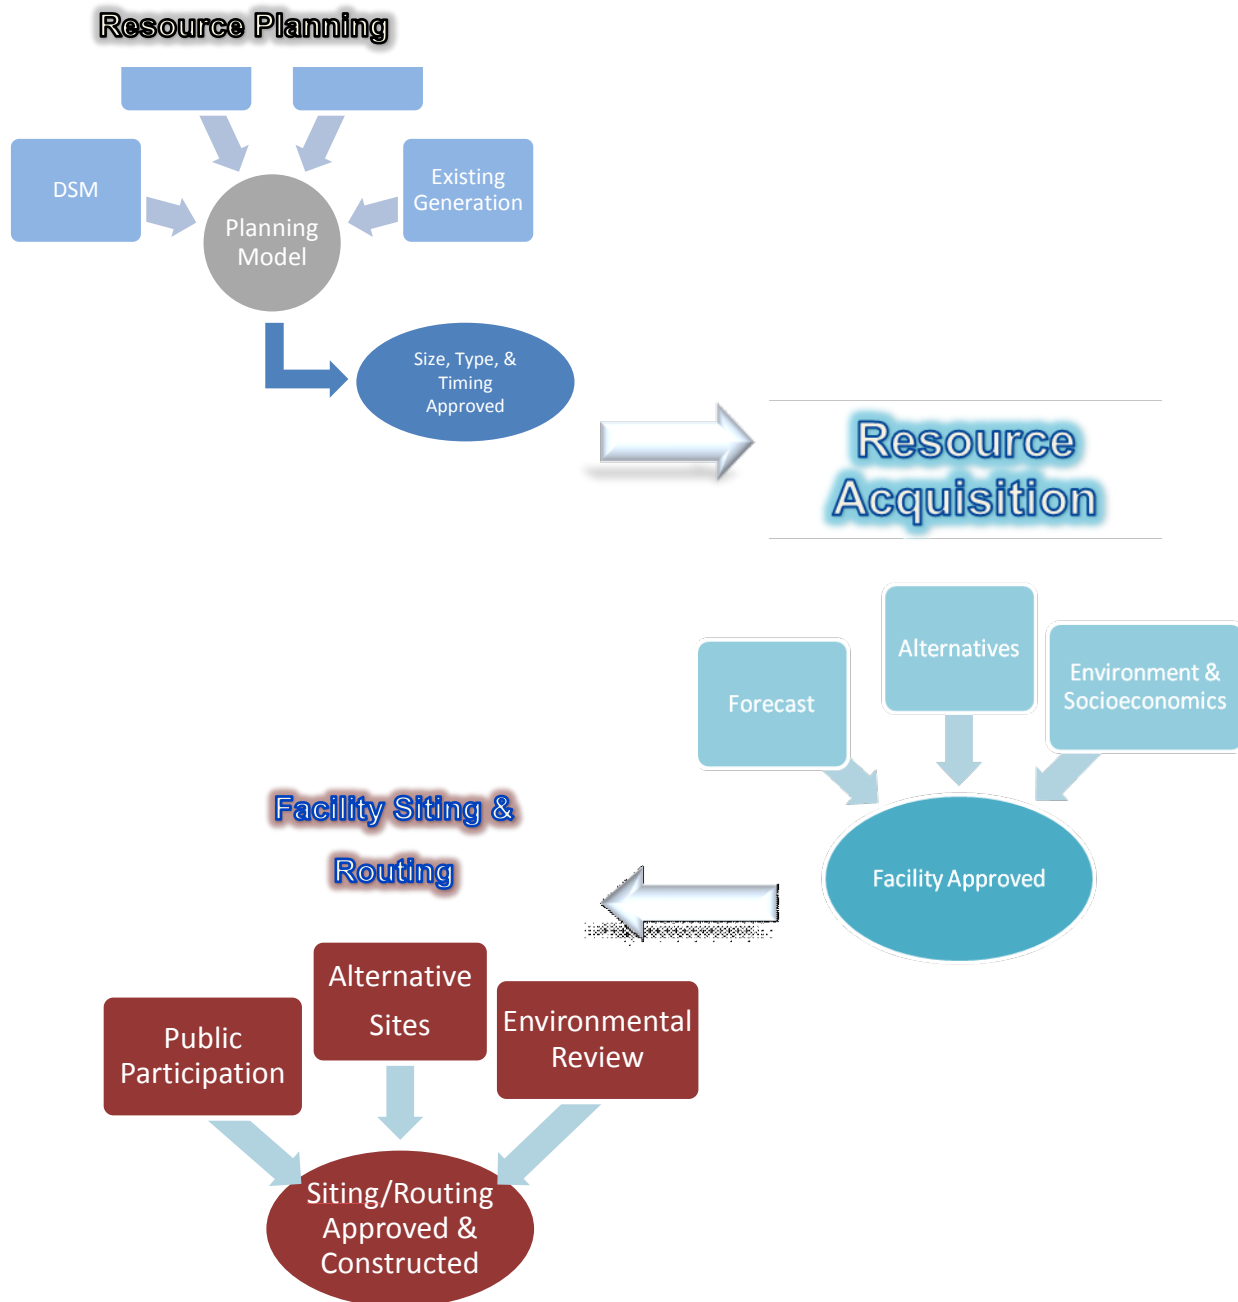 Resource Planning
DSM
Existing
Generation
Planning
Model
Size, Type, &
Timing
Approved
Resource
Acquisition
Forecast
Alternatives
Environment &
Socioeconomics
Facility Approved
Facility Siting &
Routing
Public
Participation
Alternative
Sites
Environmental
Review
Siting/Routing
Approved &
Constructed